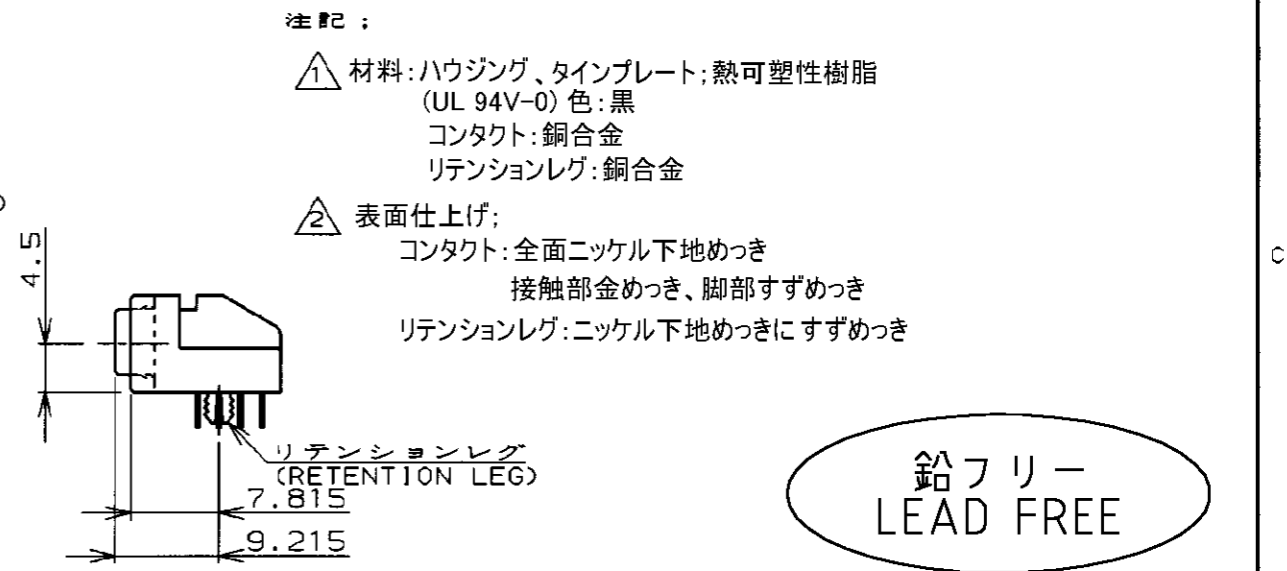 注記；
1 材料：ハウジング、タインプレート；熱可塑性樹脂
(UL 94V-0) 色：黒
コンタクト：銅合金
リテンションレグ：銅合金
2 表面仕上げ；
コンタクト：全面ニッケル下地めっき
接触部金めっき、脚部すずめっき
リテンションレグ：ニッケル下地めっきにすずめっき
4.5
リテンションレグ
(RETENTION LEG)
7.815
9.215
鉛フリー
LEAD FREE
C